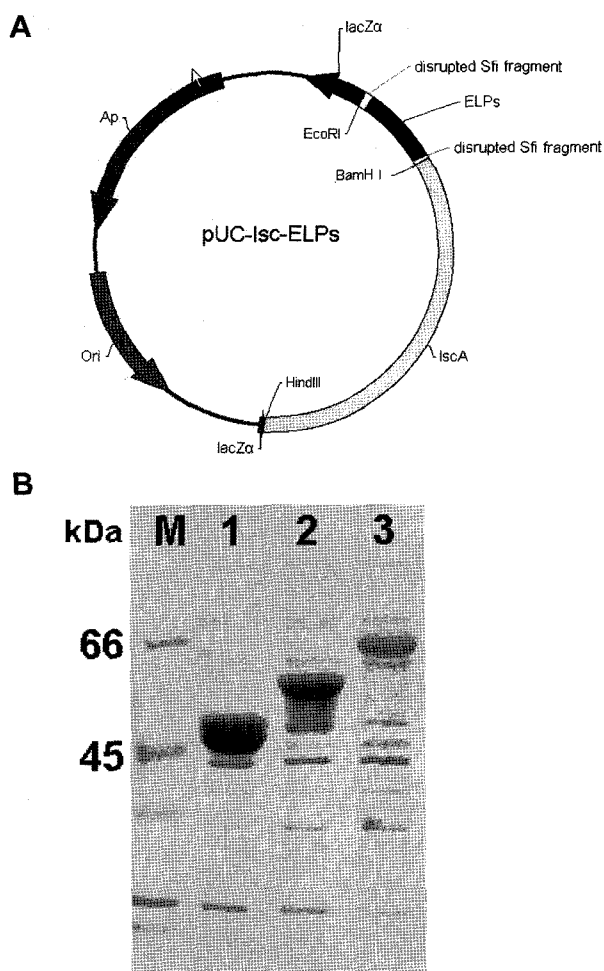 A
lacZα
disrupted Sfi fragment
ELPs
EcoRI
disrupted Sfi fragment
BamH I
Ap
pUC-Isc-ELPs
IscA
Ori
HindIII
lacZα
B
kDa M 1 2 3
66
45